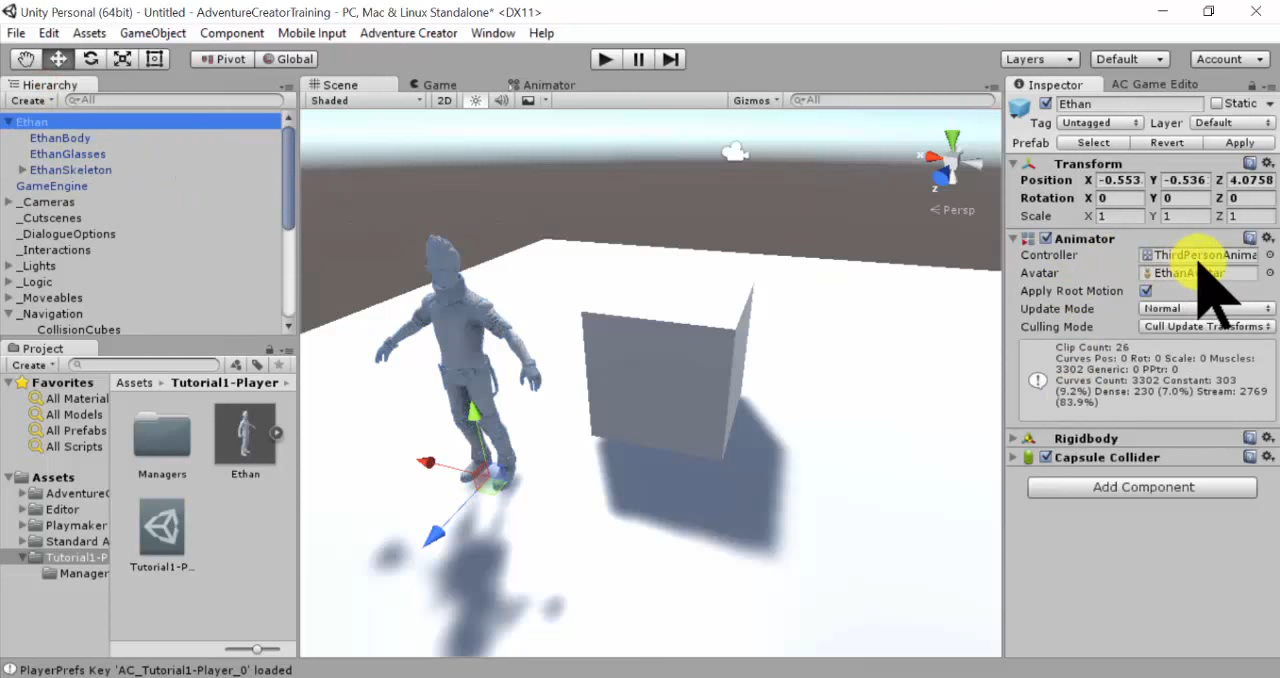 Unity Personal (64bit) - Untitled - AdventureCreatorTraining - PC, Mac & Linux Standalone* <DX11>
File Edit Assets GameObject Component Mobile Input Adventure Creator Window Help
Pivot Global Layers Default Account
Hierarchy Scene Game Animator Inspector AC Game Edito
Create All Shaded 2D Gizmos All
Ethan
EthanBody
EthanGlasses
EthanSkeleton
GameEngine
_Cameras
_Cutscenes
_DialogueOptions
_Interactions
_Lights
_Logic
_Moveables
_Navigation
CollisionCubes
x
z
Persp
Ethan Static
Tag Untagged Layer Default
Prefab Select Revert Apply
Transform
Position X -0.553 Y -0.536 Z 4.0758
Rotation X 0 Y 0 Z 0
Scale X 1 Y 1 Z 1
Animator
Controller ThirdPersonAnima
Avatar
Apply Root Motion
Update Mode Normal
Culling Mode Cull Update Transforms
Clip Count: 26
Curves Pos: 0 Rot: 0 Scale: 0 Muscles:
3302 Generic: 0 PPtr: 0
Curves Count: 3302 Constant: 303
(9.2%) Dense: 230 (7.0%) Stream: 2769
(83.9%)
Rigidbody
Capsule Collider
Add Component
Project
Create
Favorites
All Material
All Models
All Prefabs
All Scripts
Assets
AdventureC
Editor
Playmaker
Standard A
Tutorial1-P
Manager
Assets Tutorial1-Player
Managers
Ethan
Tutorial1-P...
PlayerPrefs Key 'AC_Tutorial1-Player_0' loaded